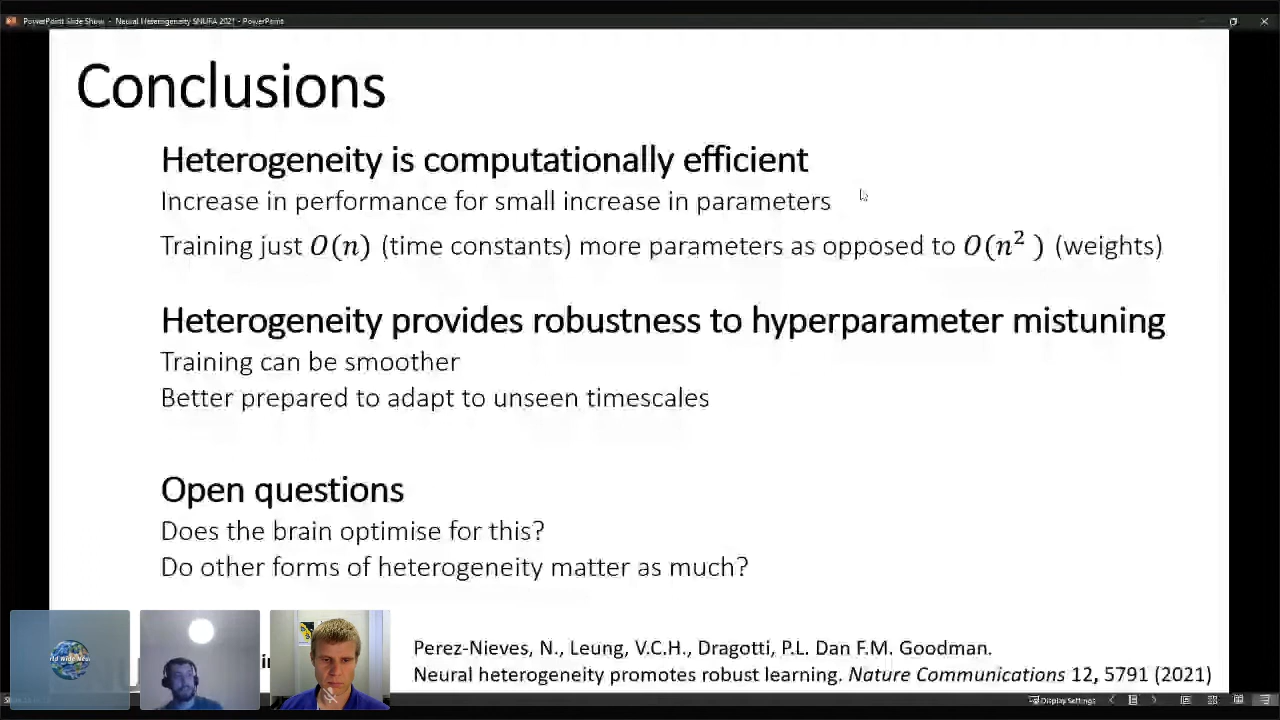 PowerPoint Slide Show - Neural Heterogeneity SNUFA 2021 - PowerPoint
Conclusions
Heterogeneity is computationally efficient
Increase in performance for small increase in parameters
Training just O(n) (time constants) more parameters as opposed to O(n²) (weights)
Heterogeneity provides robustness to hyperparameter mistuning
Training can be smoother
Better prepared to adapt to unseen timescales
Open questions
Does the brain optimise for this?
Do other forms of heterogeneity matter as much?
Perez-Nieves, N., Leung, V.C.H., Dragotti, P.L. Dan F.M. Goodman.
Neural heterogeneity promotes robust learning. Nature Communications 12, 5791 (2021)
Display Settings